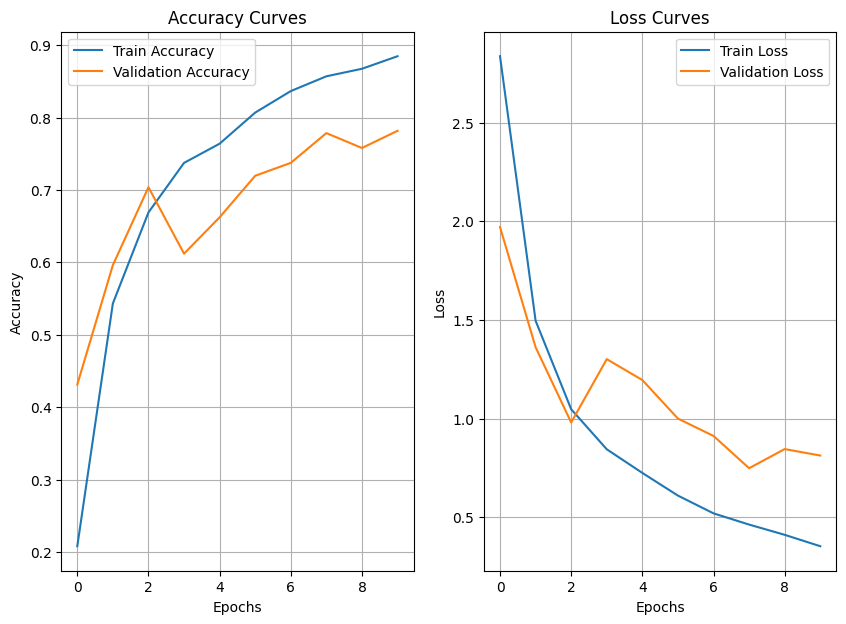 Accuracy Curves
Train Accuracy
Validation Accuracy
0.9
0.8
0.7
0.6
0.5
0.4
0.3
0.2
Accuracy
0 2 4 6 8
Epochs
Loss Curves
Train Loss
Validation Loss
2.5
2.0
1.5
1.0
0.5
Loss
0 2 4 6 8
Epochs